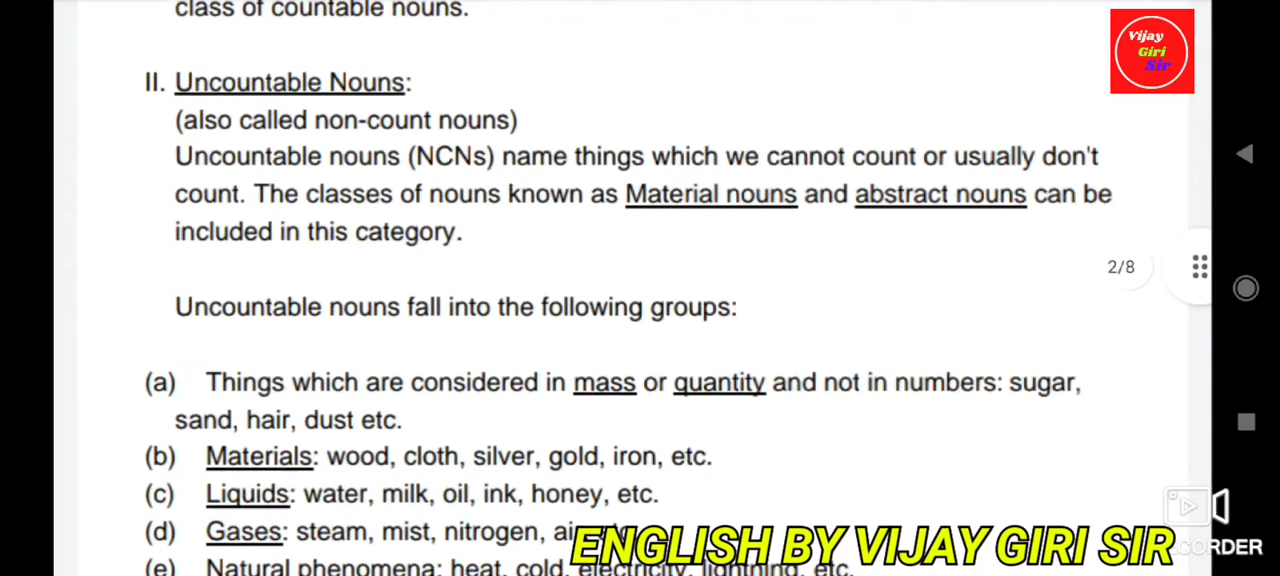 class of countable nouns.
Vijay
Giri
Sir
II. Uncountable Nouns:
(also called non-count nouns)
Uncountable nouns (NCNs) name things which we cannot count or usually don't
count. The classes of nouns known as Material nouns and abstract nouns can be
included in this category.
2/8
Uncountable nouns fall into the following groups:
(a) Things which are considered in mass or quantity and not in numbers: sugar,
sand, hair, dust etc.
(b) Materials: wood, cloth, silver, gold, iron, etc.
(c) Liquids: water, milk, oil, ink, honey, etc.
(d) Gases: steam, mist, nitrogen,
ENGLISH BY VIJAY GIRI SIR
(e) Natural phenomena: heat, cold, electricity, lightning, etc.